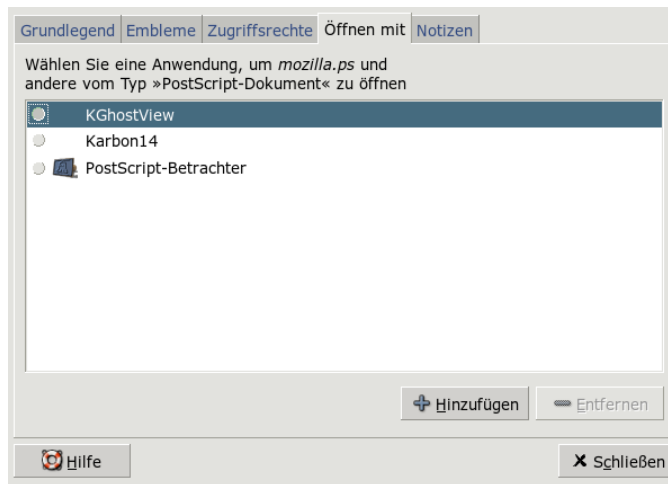 Grundlegend Embleme Zugriffsrechte Öffnen mit Notizen
Wählen Sie eine Anwendung, um mozilla.ps und
andere vom Typ »PostScript-Dokument« zu öffnen
KGhostView
Karbon14
PostScript-Betrachter
Hinzufügen Entfernen
Hilfe Schließen